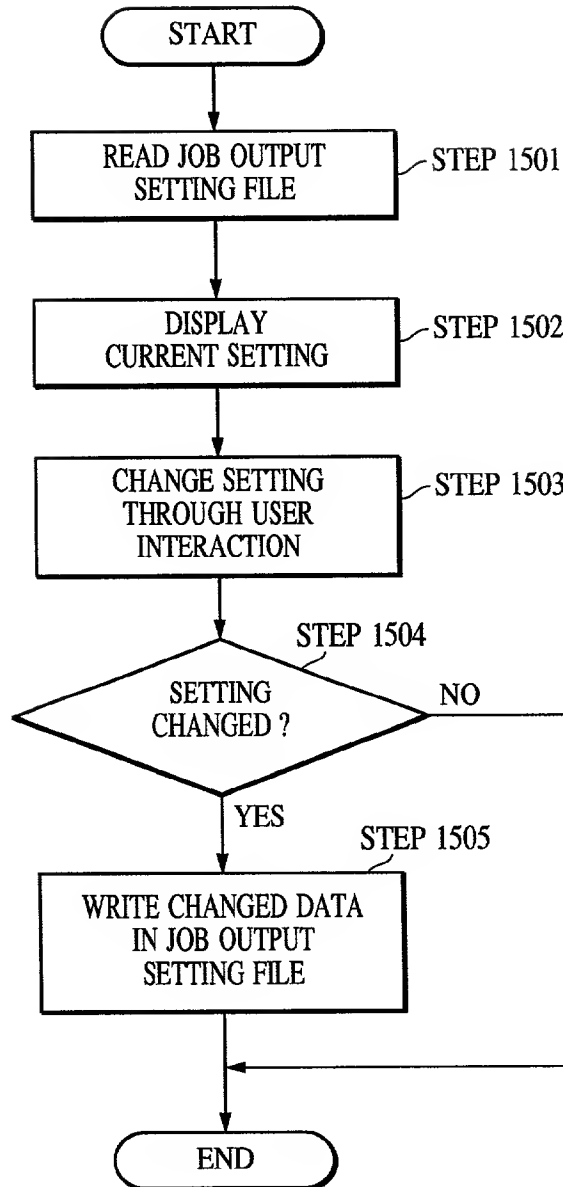 START
READ JOB OUTPUT
SETTING FILE
STEP 1501
DISPLAY
CURRENT SETTING
STEP 1502
CHANGE SETTING
THROUGH USER
INTERACTION
STEP 1503
STEP 1504
SETTING
CHANGED ?
NO
YES
STEP 1505
WRITE CHANGED DATA
IN JOB OUTPUT
SETTING FILE
END